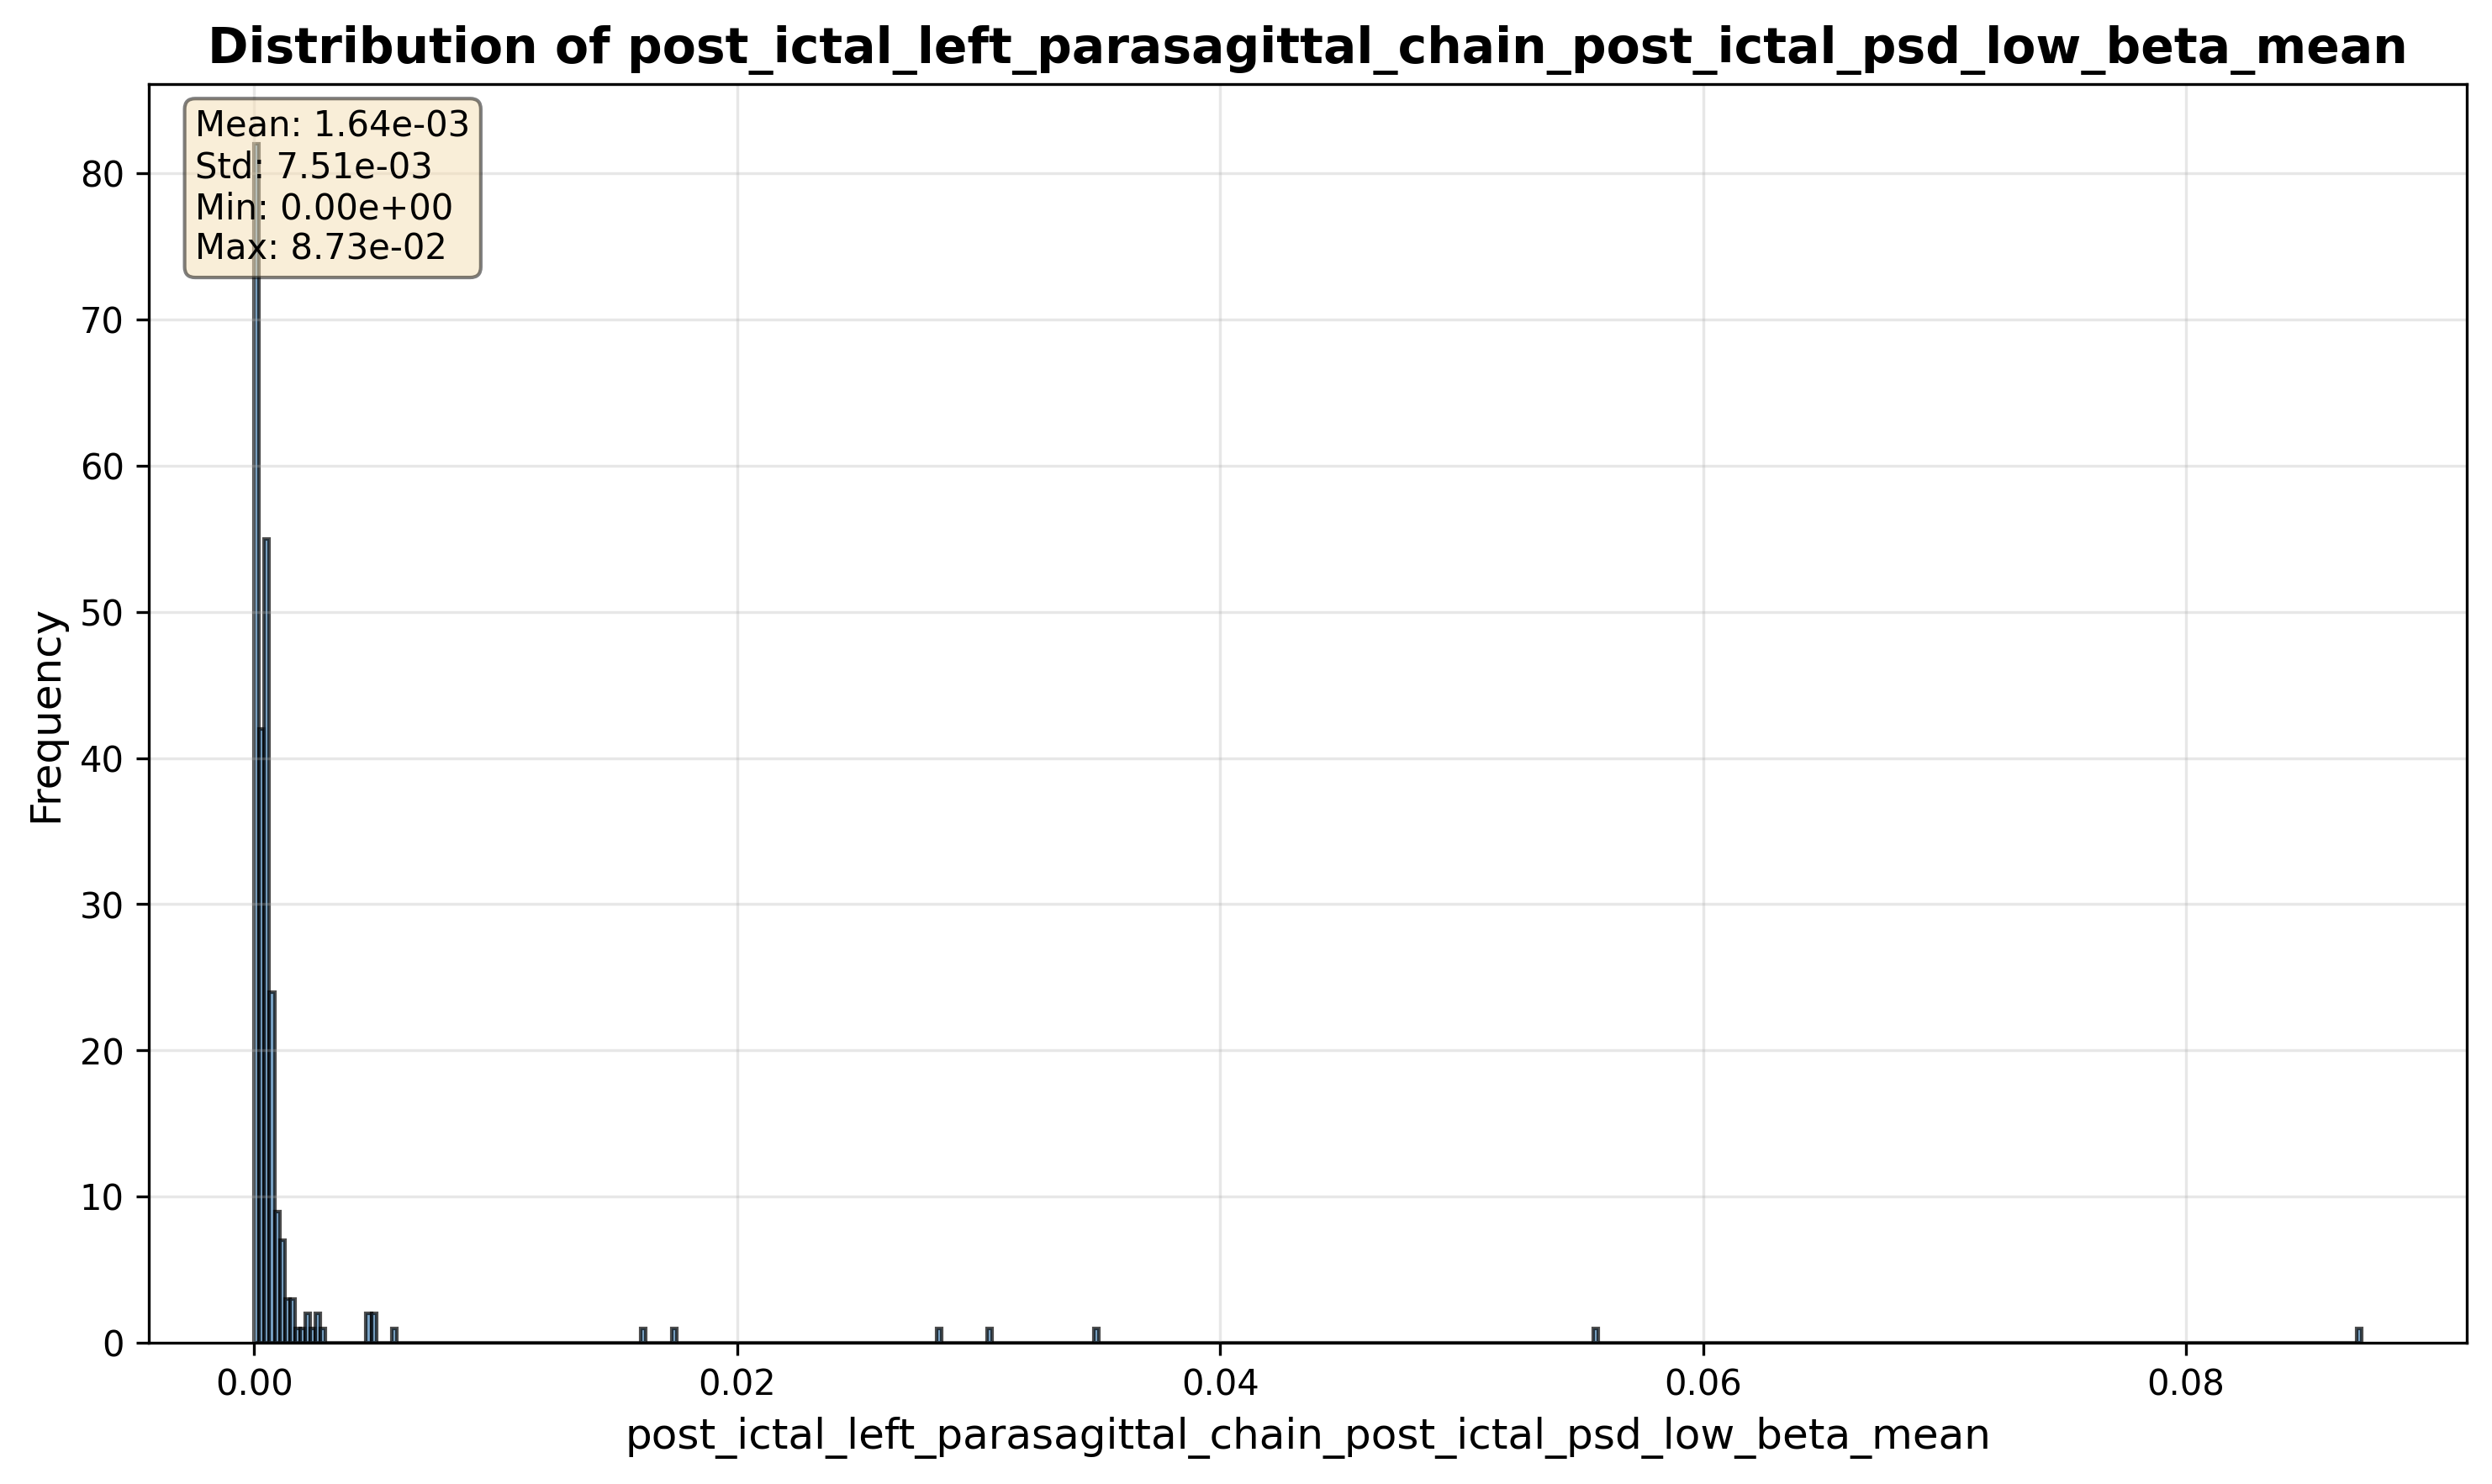 Distribution of post_ictal_left_parasagittal_chain_post_ictal_psd_low_beta_mean
Mean: 1.64e-03
Std: 7.51e-03
Min: 0.00e+00
Max: 8.73e-02
Frequency
80
70
60
50
40
30
20
10
0
0.00 0.02 0.04 0.06 0.08
post_ictal_left_parasagittal_chain_post_ictal_psd_low_beta_mean